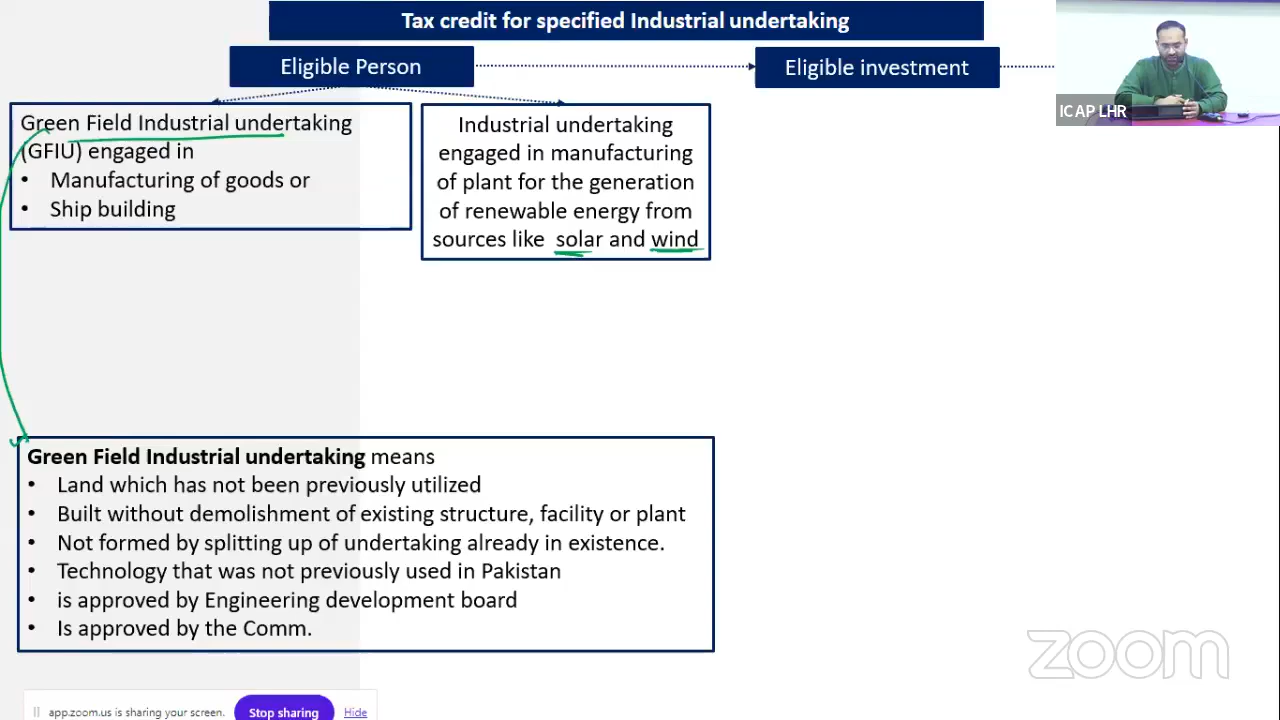 Tax credit for specified Industrial undertaking
Eligible Person
Eligible investment
ICAP LHR
Green Field Industrial undertaking
(GFIU) engaged in
• Manufacturing of goods or
• Ship building
Industrial undertaking
engaged in manufacturing
of plant for the generation
of renewable energy from
sources like solar and wind
Green Field Industrial undertaking means
• Land which has not been previously utilized
• Built without demolishment of existing structure, facility or plant
• Not formed by splitting up of undertaking already in existence.
• Technology that was not previously used in Pakistan
• is approved by Engineering development board
• Is approved by the Comm.
zoom
app.zoom.us is sharing your screen. Stop sharing Hide